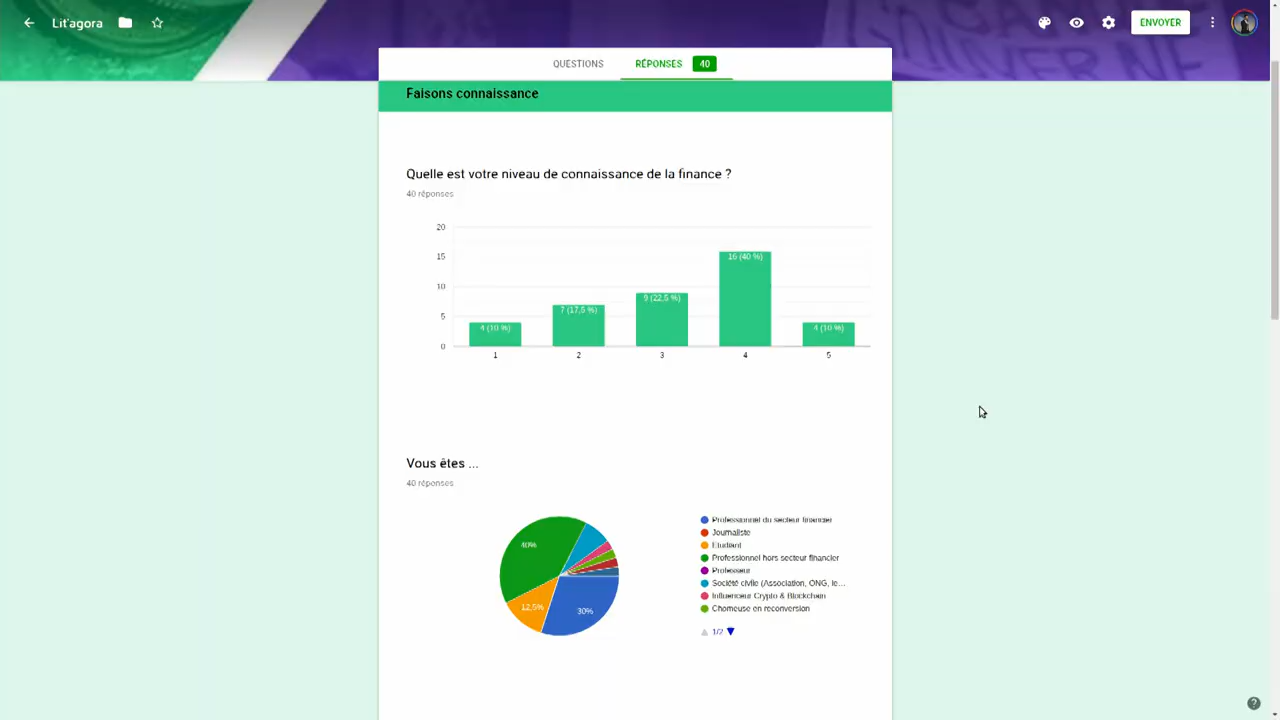 Lit'agora
ENVOYER
QUESTIONS
RÉPONSES 40
Faisons connaissance
Quelle est votre niveau de connaissance de la finance ?
40 réponses
20
15
10
5
0
4 (10 %)
7 (17,5 %)
9 (22,5 %)
16 (40 %)
4 (10 %)
1 2 3 4 5
Vous êtes ...
40 réponses
40%
12,5%
30%
Professionnel du secteur financier
Journaliste
Etudiant
Professionnel hors secteur financier
Professeur
Société civile (Association, ONG, le...
Influenceur Crypto & Blockchain
Chomeuse en reconversion
1/2